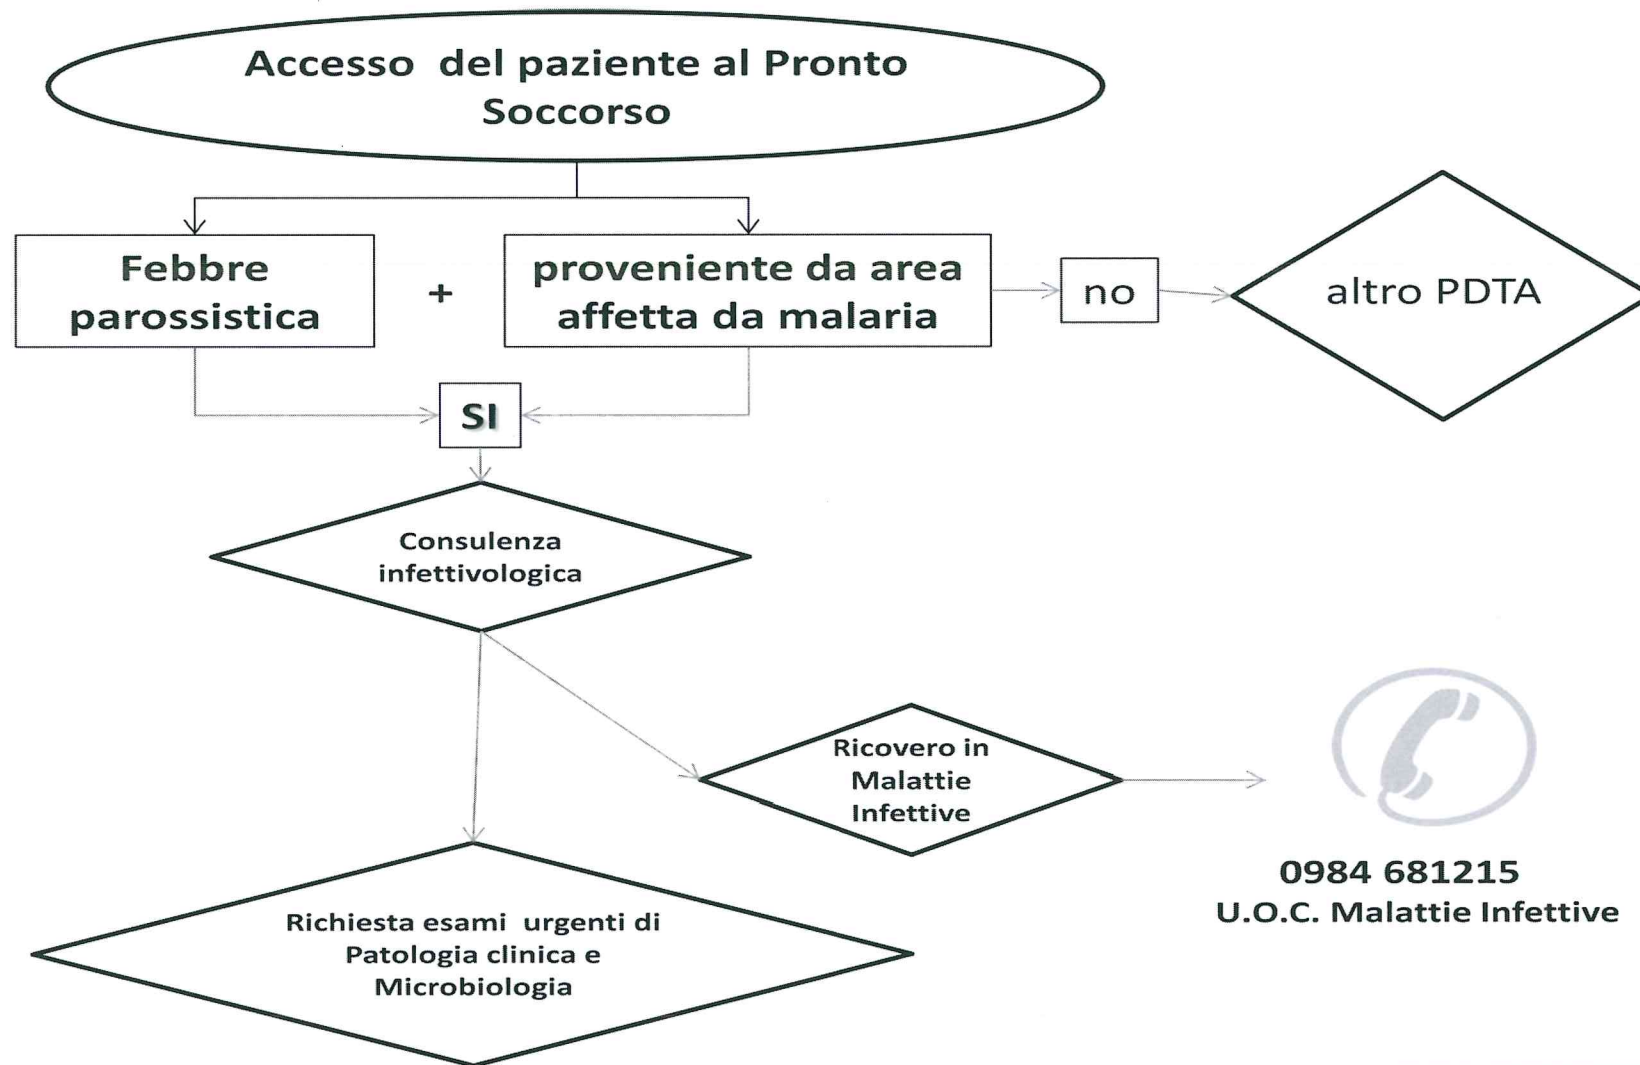 Accesso del paziente al Pronto
Soccorso
Febbre
parossistica
+
proveniente da area
affetta da malaria
no
altro PDTA
SI
Consulenza
infettivologica
Ricovero in
Malattie
Infettive
0984 681215
U.O.C. Malattie Infettive
Richiesta esami urgenti di
Patologia clinica e
Microbiologia